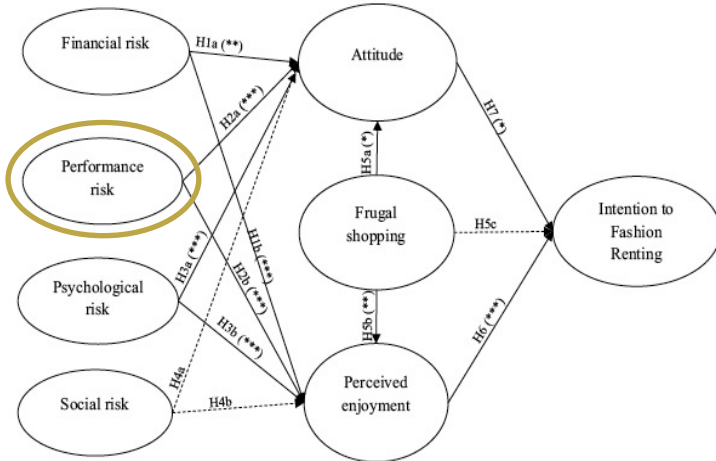 Financial risk
H1a (**)
Attitude
H2a (***)
H7 (*)
Performance
risk
H5a (*)
Frugal
shopping
H5c
Intention to
Fashion
Renting
H1b (***)
H3a (***)
H2b (***)
Psychological
risk
H3b (***)
H5b (**)
H6 (***)
H4a
Perceived
enjoyment
Social risk
H4b